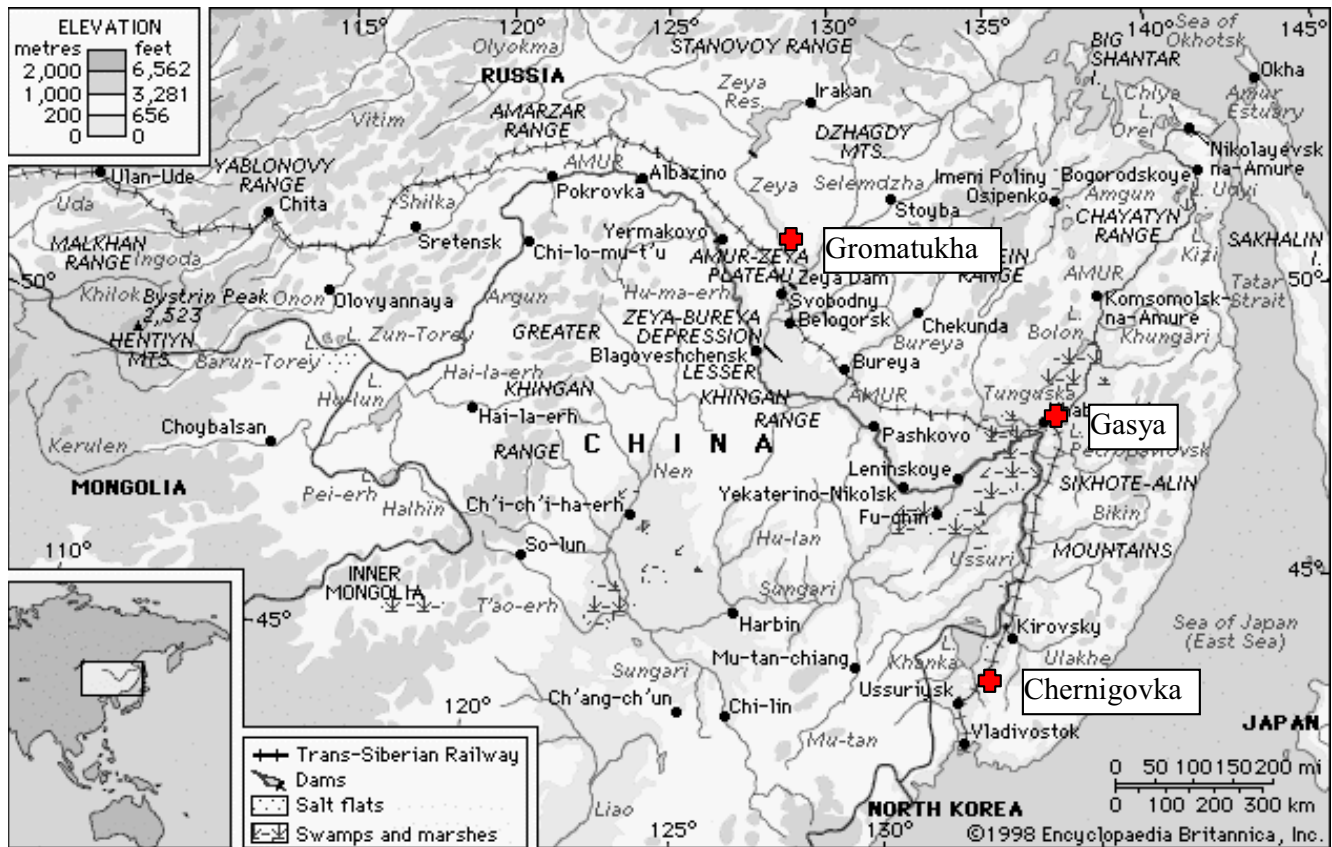 ELEVATION
metres feet
2,000 6,562
1,000 3,281
200 656
0 0
115°
120°
125°
130°
135°
140°
145°
Sea of
Okhotsk
Olyokma
STANOVOY RANGE
BIG
SHANTAR
I.
RUSSIA
Zeya
Res.
Irakan
Okha
L. Chlya
Amur
Estuary
Vitim
AMARZAR
RANGE
DZHAGDY
MTS.
L.
Orel
Nikolayevsk
na-Amure
Ulan-Ude
YABLONOVY
RANGE
AMUR
Albazino
Pokrovka
Zeya
Selemdzha
Imeni Poliny
Osipenko
Bogorodskoye
Amgun
Udyl
Uda
Chita
Shilka
Stoyba
CHAYATYN
RANGE
MALKHAN
RANGE
Ingoda
Sretensk
Chi-lo-mu-t'u
Yermakovo
Gromatukha
AMUR-ZEYA
PLATEAU
Zeya Dam
RANGE
L.
Kizi
SAKHALIN
I.
50°
50°
Khilok
Bystrin Peak
2,523
Onon
Olovyannaya
Argun
Hu-ma-erh
Svobodny
AMUR
Tatar
Strait
HENTIYN
MTS.
L. Zun-Torey
L.
Barun-Torey
GREATER
ZEYA-BUREYA
DEPRESSION
Belogorsk
Chekunda
Bureya
L.
Bolon
Komsomolsk-
na-Amure
Khungari
Blagoveshchensk
LESSER
Bureya
L.
Hu-lun
Hai-la-erh
KHINGAN
KHINGAN
RANGE
AMUR
Tunguska
Hai-la-erh
Choybalsan
Kerulen
RANGE
CHINA
Pashkovo
Gasya
L.
Petropavlovsk
MONGOLIA
L.
Pei-erh
Halhin
Nen
Leninskoye
SIKHOTE-ALIN
Ch'i-ch'i-ha-erh
Yekaterino-Nikolsk
Fu-chin
Bikin
110°
So-lun
Hu-lan
Ussuri
MOUNTAINS
INNER
MONGOLIA
45°
T'ao-erh
Sungari
45°
Harbin
Kirovsky
Sea of Japan
(East Sea)
Mu-tan-chiang
L.
Khanka
Ulakhe
Sungari
Ussuriysk
Chernigovka
Ch'ang-ch'un
Chi-lin
120°
Vladivostok
JAPAN
Mu-tan
Trans-Siberian Railway
Dams
Salt flats
Swamps and marshes
Liao
0 50 100 150 200 mi
0 100 200 300 km
NORTH KOREA
125°
130°
©1998 Encyclopaedia Britannica, Inc.